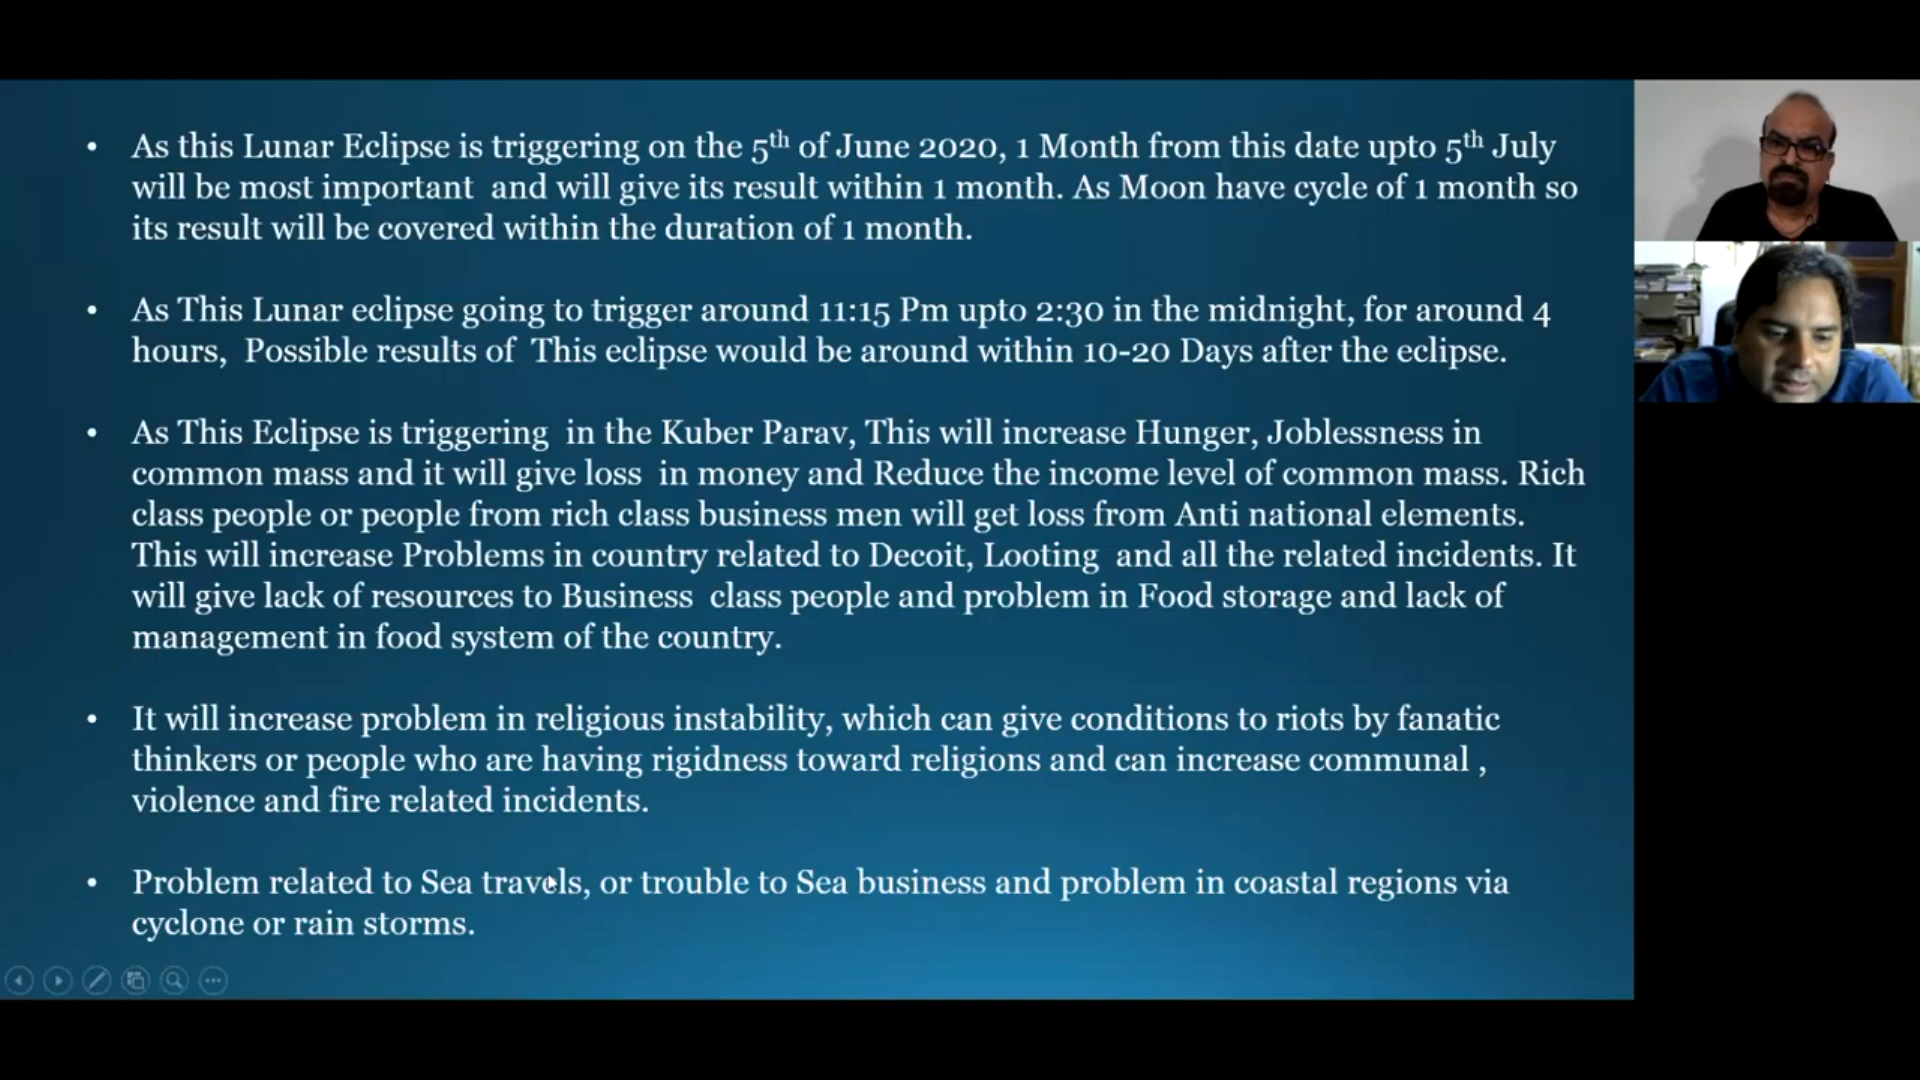 • As this Lunar Eclipse is triggering on the 5th of June 2020, 1 Month from this date upto 5th July
will be most important and will give its result within 1 month. As Moon have cycle of 1 month so
its result will be covered within the duration of 1 month.
• As This Lunar eclipse going to trigger around 11:15 Pm upto 2:30 in the midnight, for around 4
hours, Possible results of This eclipse would be around within 10-20 Days after the eclipse.
• As This Eclipse is triggering in the Kuber Parav, This will increase Hunger, Joblessness in
common mass and it will give loss in money and Reduce the income level of common mass. Rich
class people or people from rich class business men will get loss from Anti national elements.
This will increase Problems in country related to Decoit, Looting and all the related incidents. It
will give lack of resources to Business class people and problem in Food storage and lack of
management in food system of the country.
• It will increase problem in religious instability, which can give conditions to riots by fanatic
thinkers or people who are having rigidness toward religions and can increase communal ,
violence and fire related incidents.
• Problem related to Sea travels, or trouble to Sea business and problem in coastal regions via
cyclone or rain storms.